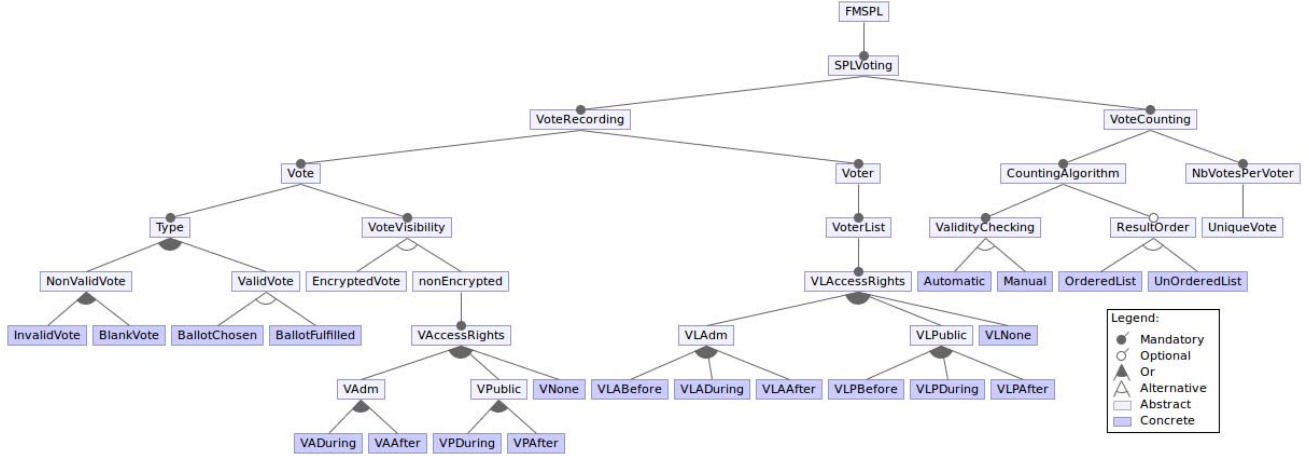 FMSPL
SPLVoting
VoteRecording
VoteCounting
Vote
Voter
CountingAlgorithm
NbVotesPerVoter
Type
VoteVisibility
VoterList
ValidityChecking
ResultOrder
UniqueVote
NonValidVote
ValidVote
EncryptedVote
nonEncrypted
VLAccessRights
Automatic
Manual
OrderedList
UnOrderedList
InvalidVote
BlankVote
BallotChosen
BallotFulfilled
VAccessRights
VLAdm
VLPublic
VLNone
VAdm
VPublic
VNone
VLABefore
VLADuring
VLAAfter
VLPBefore
VLPDuring
VLPAfter
VADuring
VAAfter
VPDuring
VPAfter
Legend:
Mandatory
Optional
Or
Alternative
Abstract
Concrete